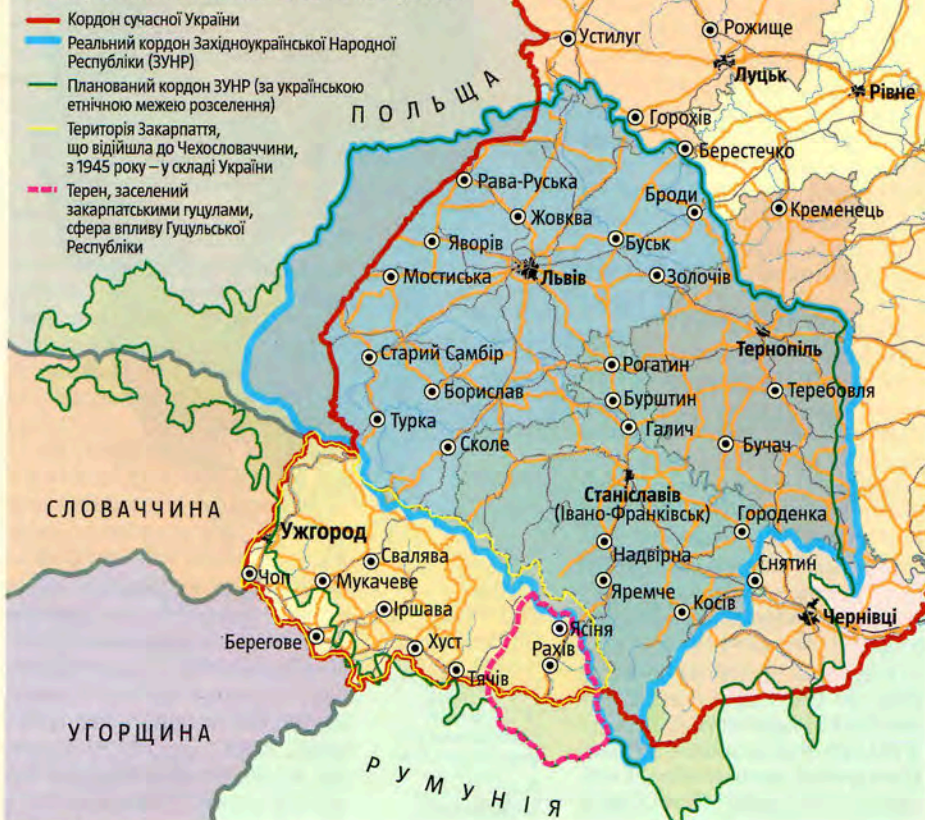 Кордон сучасної України
Реальний кордон Західноукраїнської Народної
Республіки (ЗУНР)
Планований кордон ЗУНР (за українською
етнічною межею розселення)
Територія Закарпаття,
що відійшла до Чехословаччини,
з 1945 року – у складі України
Терен, заселений
закарпатськими гуцулами,
сфера впливу Гуцульської
Республіки
ПОЛЬЩА
Устилуг
Рожище
Луцьк
Рівне
Горохів
Берестечко
Рава-Руська
Броди
Кременець
Жовква
Яворів
Буськ
Мостиська
Львів
Золочів
Тернопіль
Старий Самбір
Рогатин
Борислав
Бурштин
Теребовля
Турка
Галич
Сколе
Бучач
СЛОВАЧЧИНА
Станіславів
(Івано-Франківськ)
Городенка
Ужгород
Надвірна
Снятин
Свалява
Чоп
Мукачеве
Яремче
Іршава
Косів
Чернівці
Берегове
Хуст
Ясіня
Рахів
Тячів
УГОРЩИНА
РУМУНІЯ